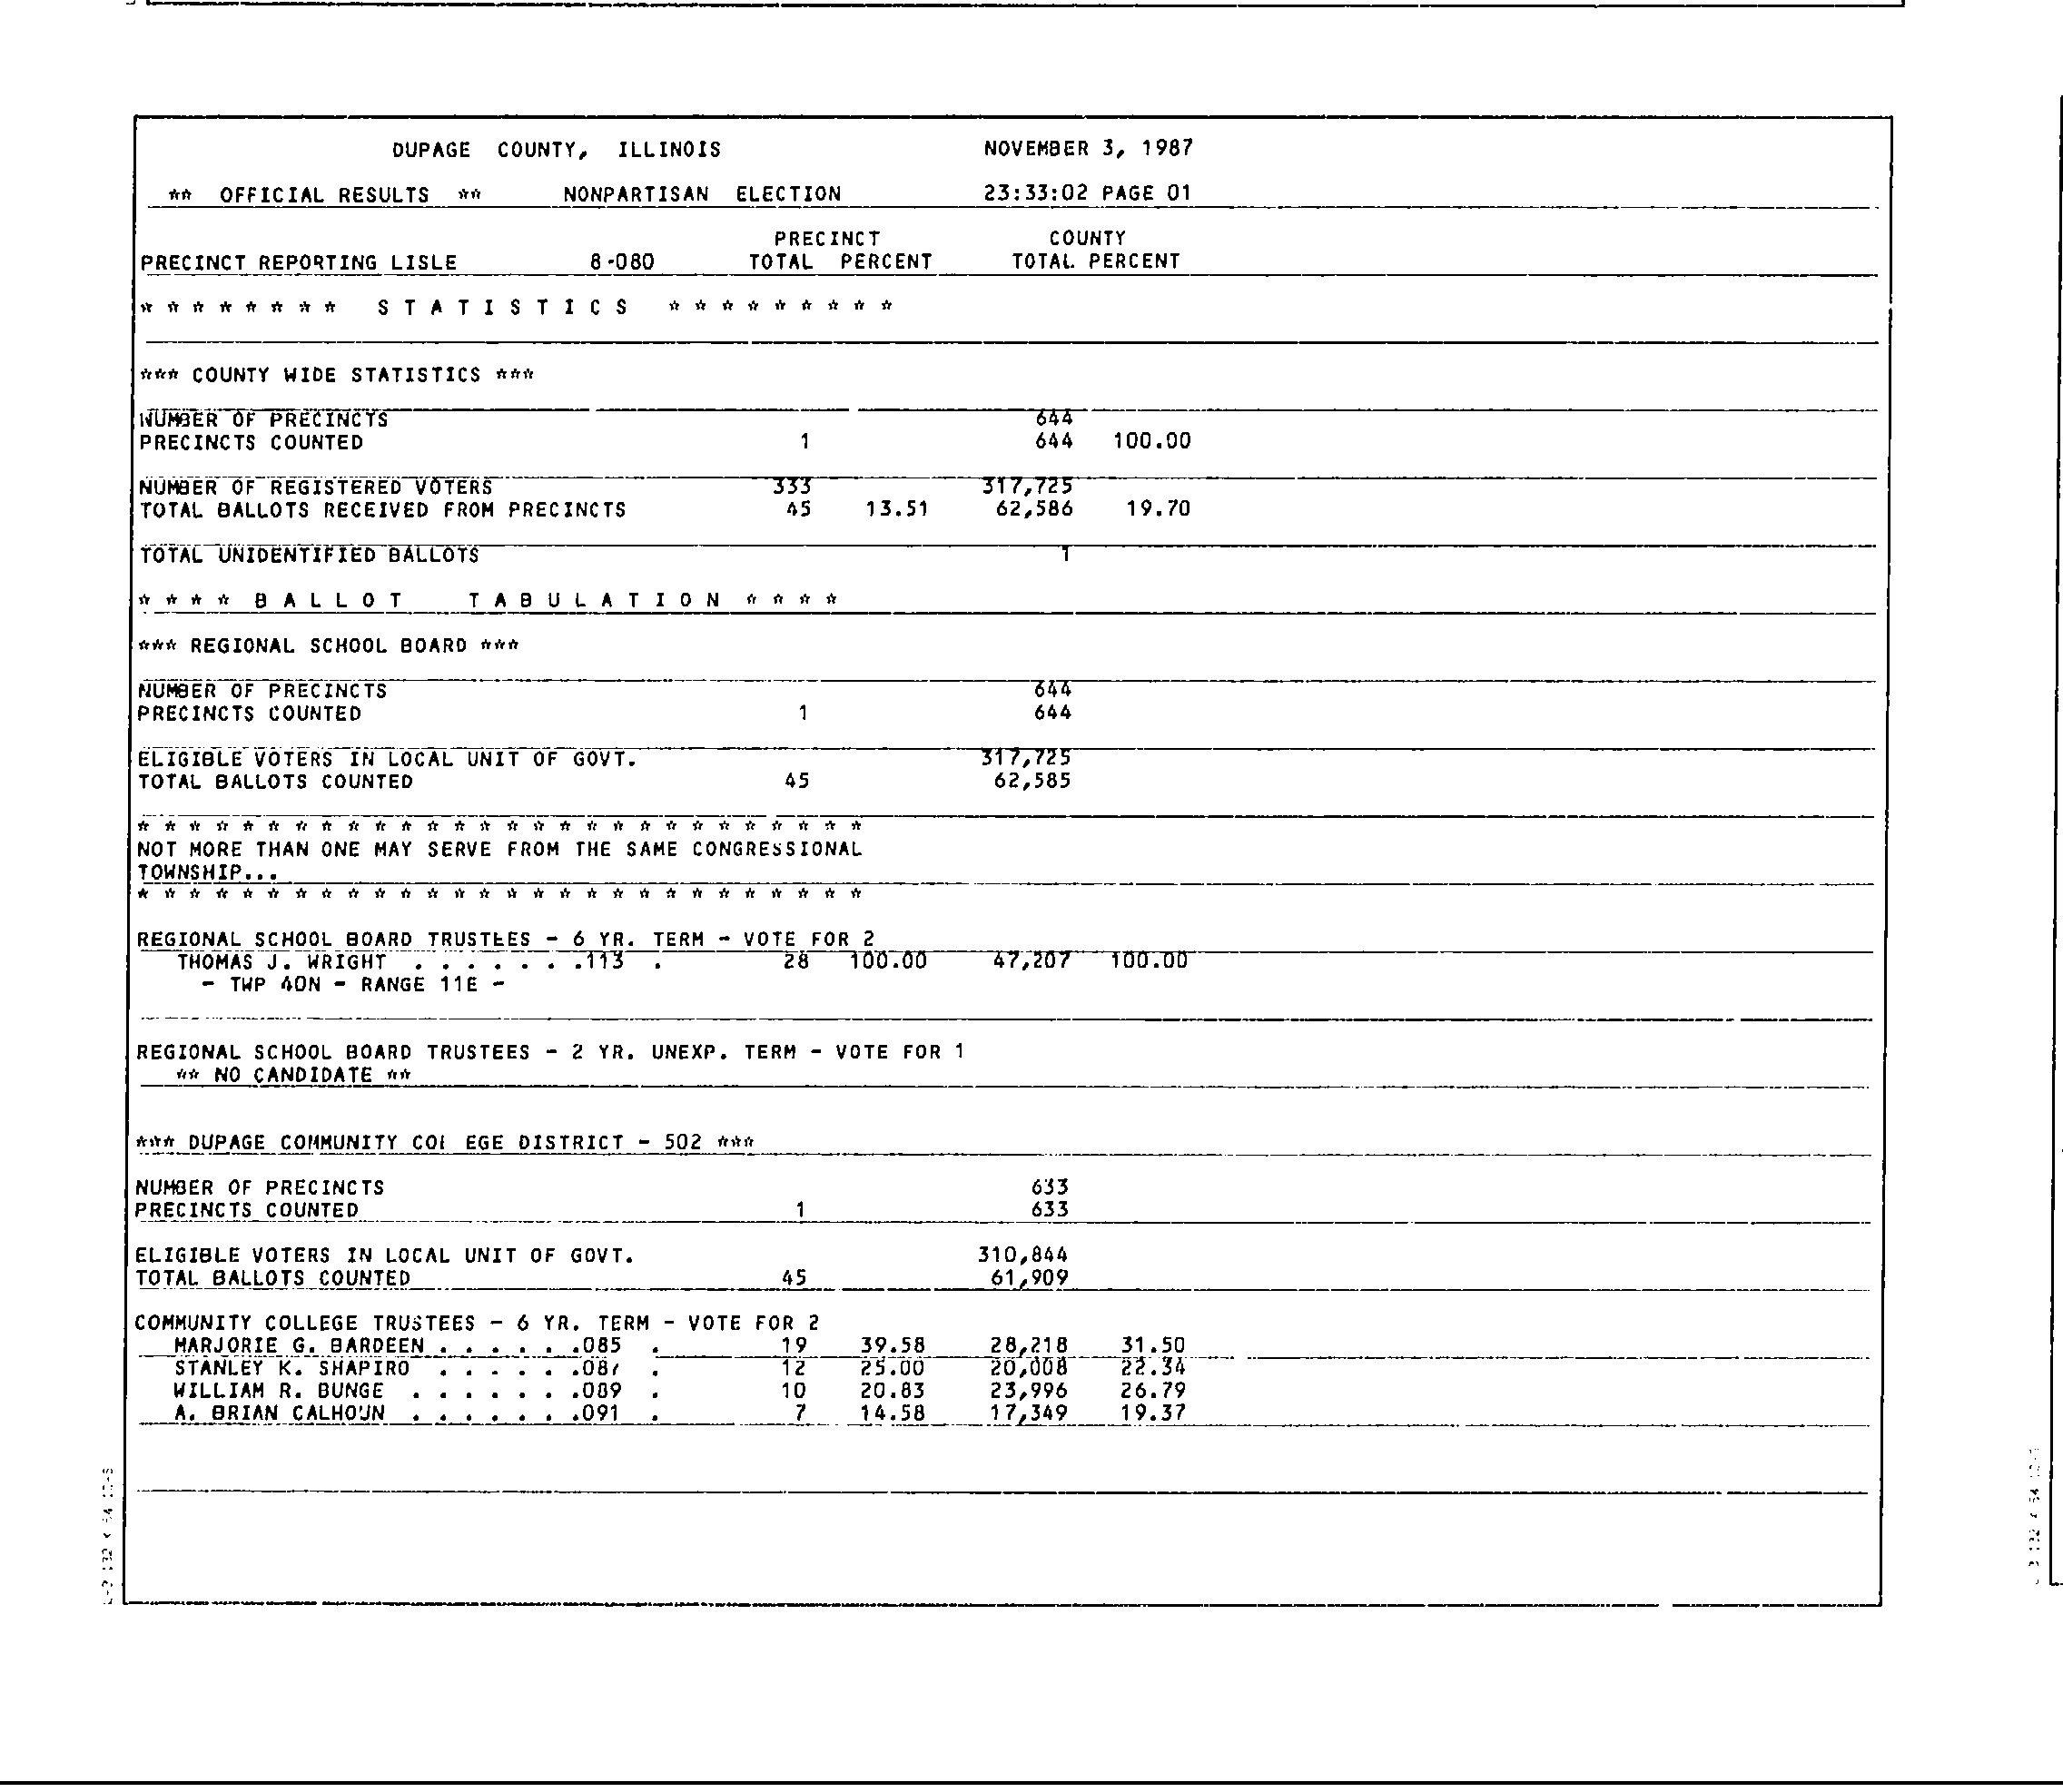 DUPAGE COUNTY, ILLINOIS NOVEMBER 3, 1987
** OFFICIAL RESULTS ** NONPARTISAN ELECTION 23:33:02 PAGE 01
PRECINCT COUNTY
PRECINCT REPORTING LISLE 8-080 TOTAL PERCENT TOTAL PERCENT
* * * * * * * * S T A T I S T I C S * * * * * * * * *
*** COUNTY WIDE STATISTICS ***
NUMBER OF PRECINCTS 644
PRECINCTS COUNTED 1 644 100.00
NUMBER OF REGISTERED VOTERS 333 317,725
TOTAL BALLOTS RECEIVED FROM PRECINCTS 45 13.51 62,586 19.70
TOTAL UNIDENTIFIED BALLOTS 1
* * * * B A L L O T T A B U L A T I O N * * * *
*** REGIONAL SCHOOL BOARD ***
NUMBER OF PRECINCTS 644
PRECINCTS COUNTED 1 644
ELIGIBLE VOTERS IN LOCAL UNIT OF GOVT. 317,725
TOTAL BALLOTS COUNTED 45 62,585
* * * * * * * * * * * * * * * * * * * * * * * * * * * *
NOT MORE THAN ONE MAY SERVE FROM THE SAME CONGRESSIONAL
TOWNSHIP...
* * * * * * * * * * * * * * * * * * * * * * * * * * * *
REGIONAL SCHOOL BOARD TRUSTEES - 6 YR. TERM - VOTE FOR 2
THOMAS J. WRIGHT . . . . . . .113 . 28 100.00 47,207 100.00
- TWP 40N - RANGE 11E -
REGIONAL SCHOOL BOARD TRUSTEES - 2 YR. UNEXP. TERM - VOTE FOR 1
** NO CANDIDATE **
*** DUPAGE COMMUNITY COL EGE DISTRICT - 502 ***
NUMBER OF PRECINCTS 633
PRECINCTS COUNTED 1 633
ELIGIBLE VOTERS IN LOCAL UNIT OF GOVT. 310,844
TOTAL BALLOTS COUNTED 45 61,909
COMMUNITY COLLEGE TRUSTEES - 6 YR. TERM - VOTE FOR 2
MARJORIE G. BARDEEN . . . . . .085 . 19 39.58 28,218 31.50
STANLEY K. SHAPIRO . . . . . .087 . 12 25.00 20,008 22.34
WILLIAM R. BUNGE . . . . . . .089 . 10 20.83 23,996 26.79
A. BRIAN CALHOUN . . . . . . .091 . 7 14.58 17,349 19.37